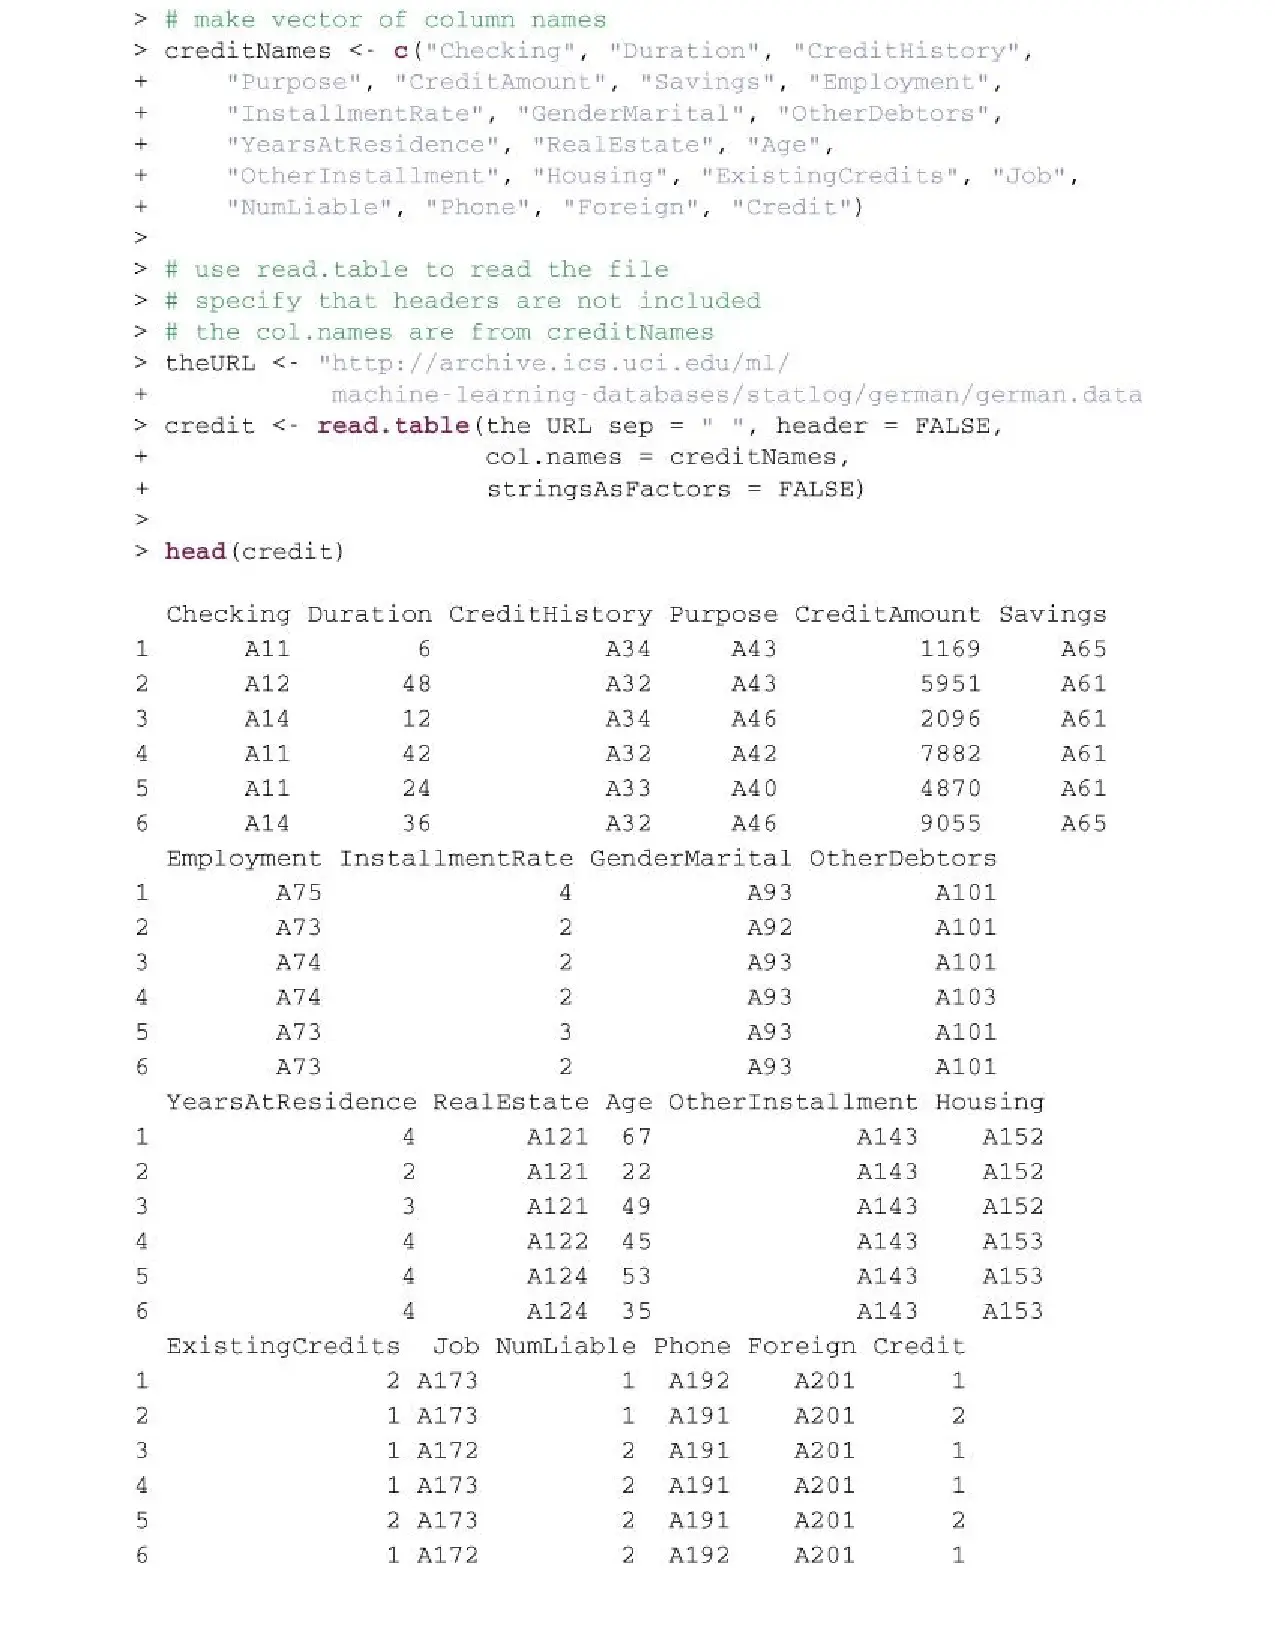 > # make vector of column names
> creditNames <- c("Checking", "Duration", "CreditHistory",
+     "Purpose", "CreditAmount", "Savings", "Employment",
+     "InstallmentRate", "GenderMarital", "OtherDebtors",
+     "YearsAtResidence", "RealEstate", "Age",
+     "OtherInstallment", "Housing", "ExistingCredits", "Job",
+     "NumLiable", "Phone", "Foreign", "Credit")
>
> # use read.table to read the file
> # specify that headers are not included
> # the col.names are from creditNames
> theURL <- "http://archive.ics.uci.edu/ml/
+            machine-learning-databases/statlog/german/german.data
> credit <- read.table(the URL sep = " ", header = FALSE,
+                      col.names = creditNames,
+                      stringsAsFactors = FALSE)
>
> head(credit)
  Checking Duration CreditHistory Purpose CreditAmount Savings
1      A11        6           A34     A43         1169     A65
2      A12       48           A32     A43         5951     A61
3      A14       12           A34     A46         2096     A61
4      A11       42           A32     A42         7882     A61
5      A11       24           A33     A40         4870     A61
6      A14       36           A32     A46         9055     A65
  Employment InstallmentRate GenderMarital OtherDebtors
1        A75               4           A93         A101
2        A73               2           A92         A101
3        A74               2           A93         A101
4        A74               2           A93         A103
5        A73               3           A93         A101
6        A73               2           A93         A101
  YearsAtResidence RealEstate Age OtherInstallment Housing
1                4       A121  67             A143    A152
2                2       A121  22             A143    A152
3                3       A121  49             A143    A152
4                4       A122  45             A143    A153
5                4       A124  53             A143    A153
6                4       A124  35             A143    A153
  ExistingCredits  Job NumLiable Phone Foreign Credit
1               2 A173         1  A192    A201      1
2               1 A173         1  A191    A201      2
3               1 A172         2  A191    A201      1
4               1 A173         2  A191    A201      1
5               2 A173         2  A191    A201      2
6               1 A172         2  A192    A201      1